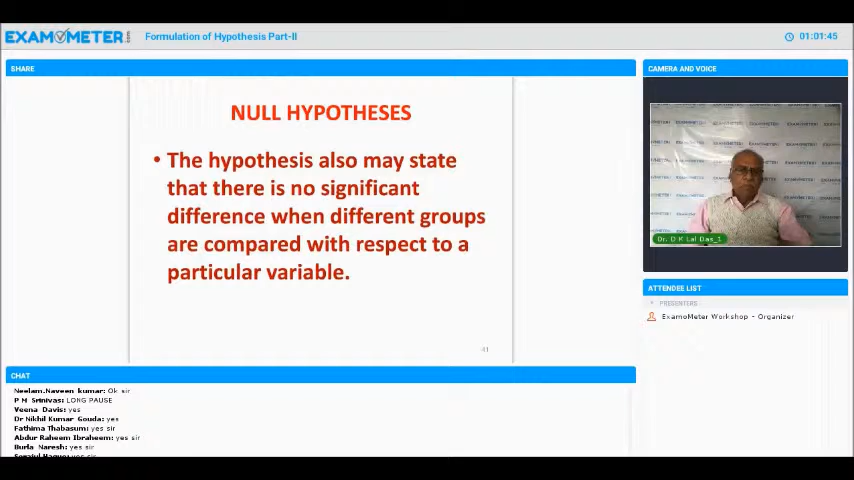 EXAMOMETER.com
Formulation of Hypothesis Part-II
01:01:45
SHARE
NULL HYPOTHESES
• The hypothesis also may state
that there is no significant
difference when different groups
are compared with respect to a
particular variable.
41
CAMERA AND VOICE
Dr. D K Lal Das_1
ATTENDEE LIST
PRESENTERS
ExamoMeter Workshop - Organizer
CHAT
Neelam.Naveen kumar: Ok sir
P M Srinivas: LONG PAUSE
Veena Davis: yes
Dr Nikhil Kumar Gouda: yes
Fathima Thabasum: yes sir
Abdur Raheem Ibraheem: yes sir
Burla Naresh: yes sir